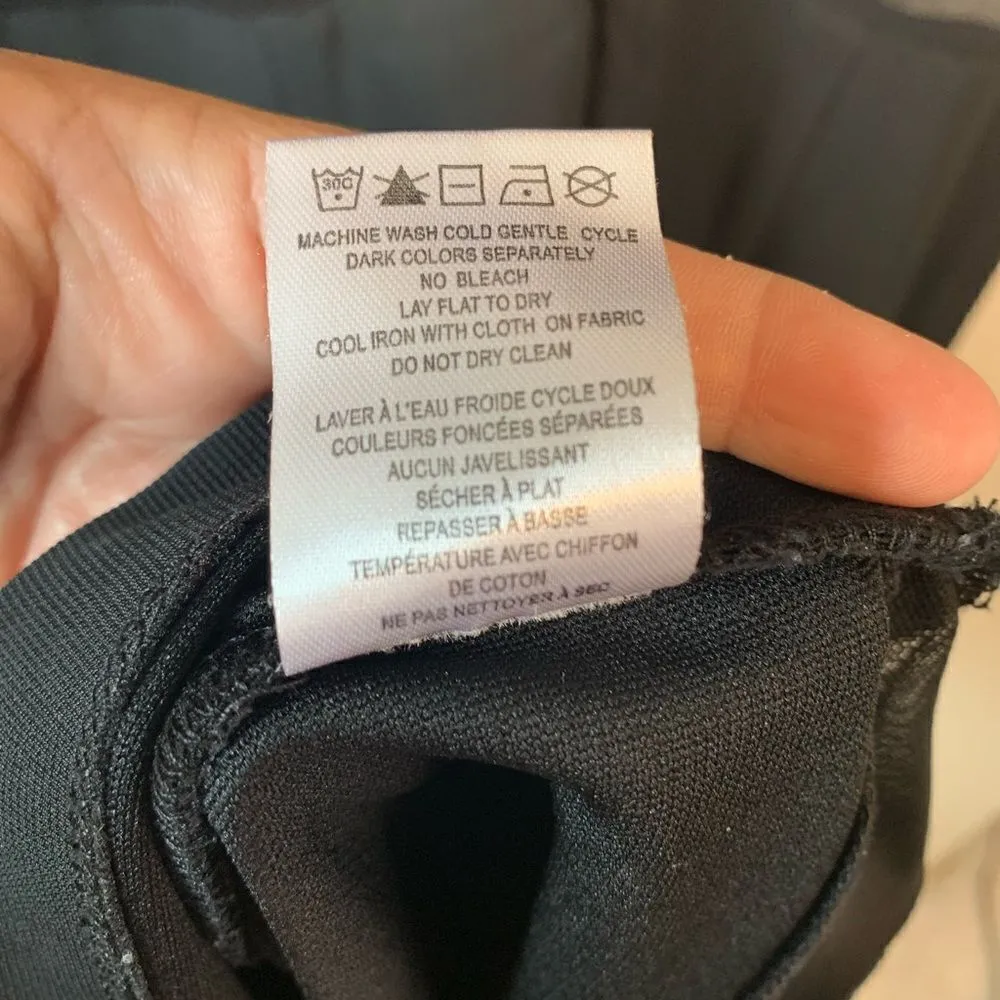 30C
MACHINE WASH COLD GENTLE CYCLE
DARK COLORS SEPARATELY
NO BLEACH
LAY FLAT TO DRY
COOL IRON WITH CLOTH ON FABRIC
DO NOT DRY CLEAN
LAVER À L'EAU FROIDE CYCLE DOUX
COULEURS FONCÉES SÉPARÉES
AUCUN JAVELISSANT
SÉCHER À PLAT
REPASSER À BASSE
TEMPÉRATURE AVEC CHIFFON
DE COTON
NE PAS NETTOYER À SEC